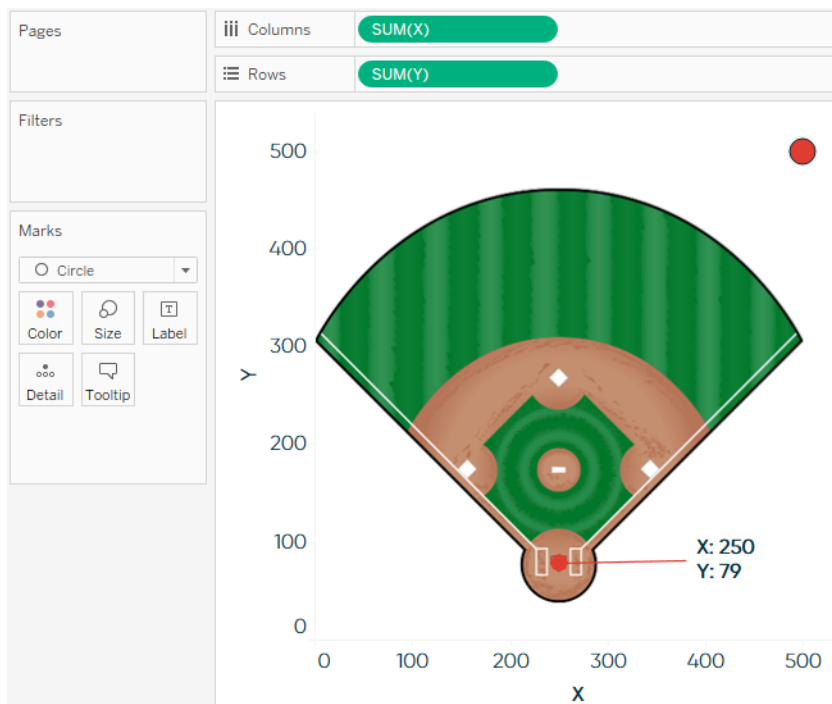 Pages
Columns
SUM(X)
Rows
SUM(Y)
Filters
Marks
Circle
Color
Size
T
Label
Detail
Tooltip
500
400
300
200
100
0
Y
X: 250
Y: 79
0
100
200
300
400
500
X